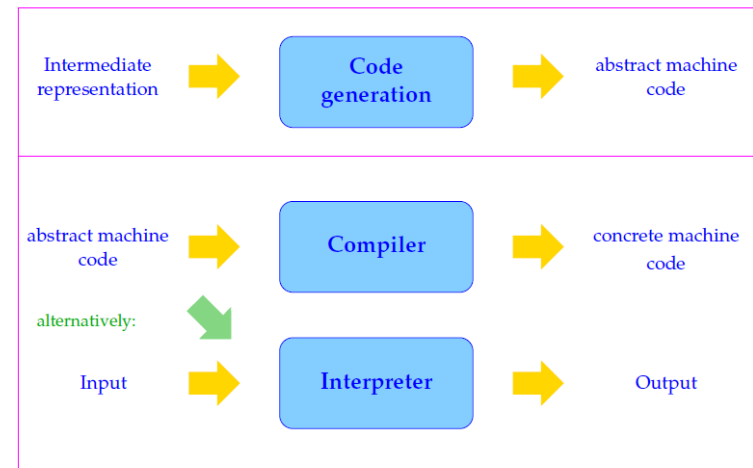 Intermediate
representation
Code
generation
abstract machine
code
abstract machine
code
Compiler
concrete machine
code
alternatively:
Input
Interpreter
Output